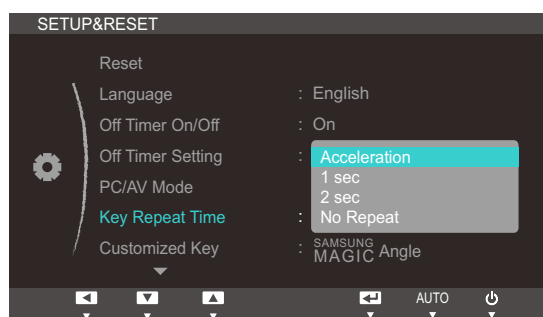 SETUP&RESET
Reset
Language : English
Off Timer On/Off : On
Off Timer Setting :
Acceleration
1 sec
2 sec
No Repeat
PC/AV Mode
Key Repeat Time :
Customized Key : SAMSUNG MAGIC Angle
AUTO